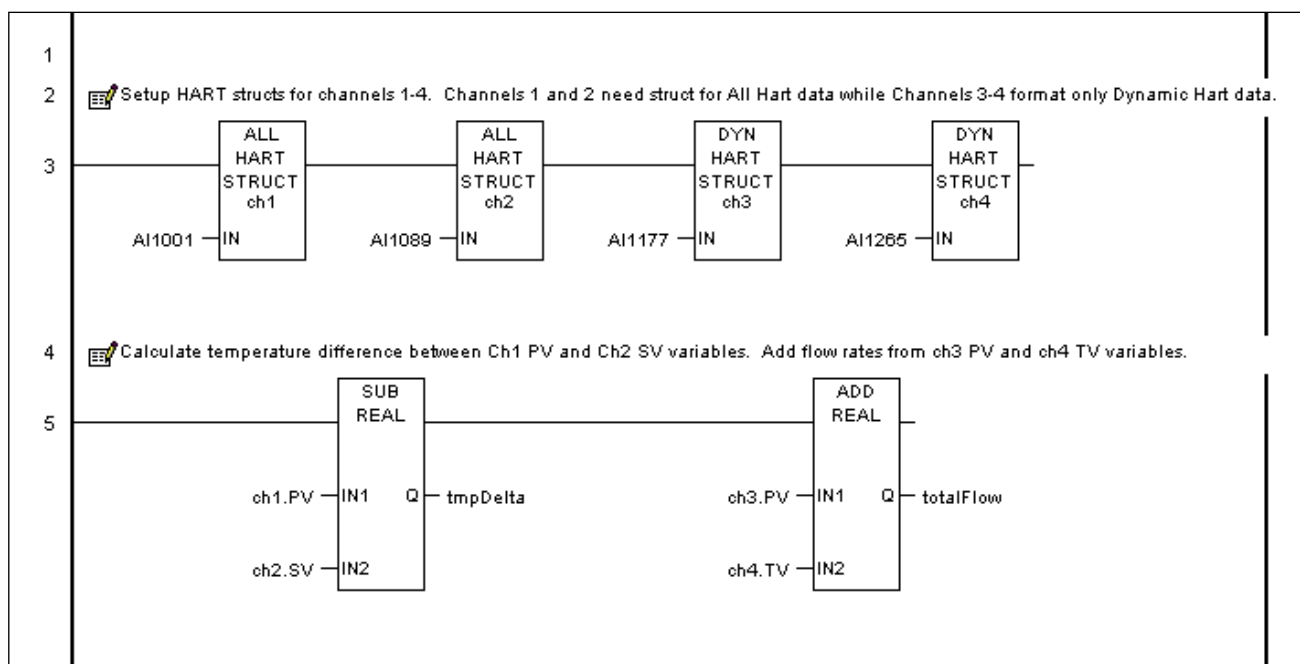 1
2 Setup HART structs for channels 1-4. Channels 1 and 2 need struct for All Hart data while Channels 3-4 format only Dynamic Hart data.
ALL ALL DYN DYN
HART HART HART HART
3
STRUCT STRUCT STRUCT STRUCT
ch1 ch2 ch3 ch4
AI1001 IN AI1089 IN AI1177 IN AI1265 IN
4 Calculate temperature difference between Ch1 PV and Ch2 SV variables. Add flow rates from ch3 PV and ch4 TV variables.
SUB ADD
REAL REAL
5
ch1.PV IN1 Q tmpDelta ch3.PV IN1 Q totalFlow
ch2.SV IN2 ch4.TV IN2